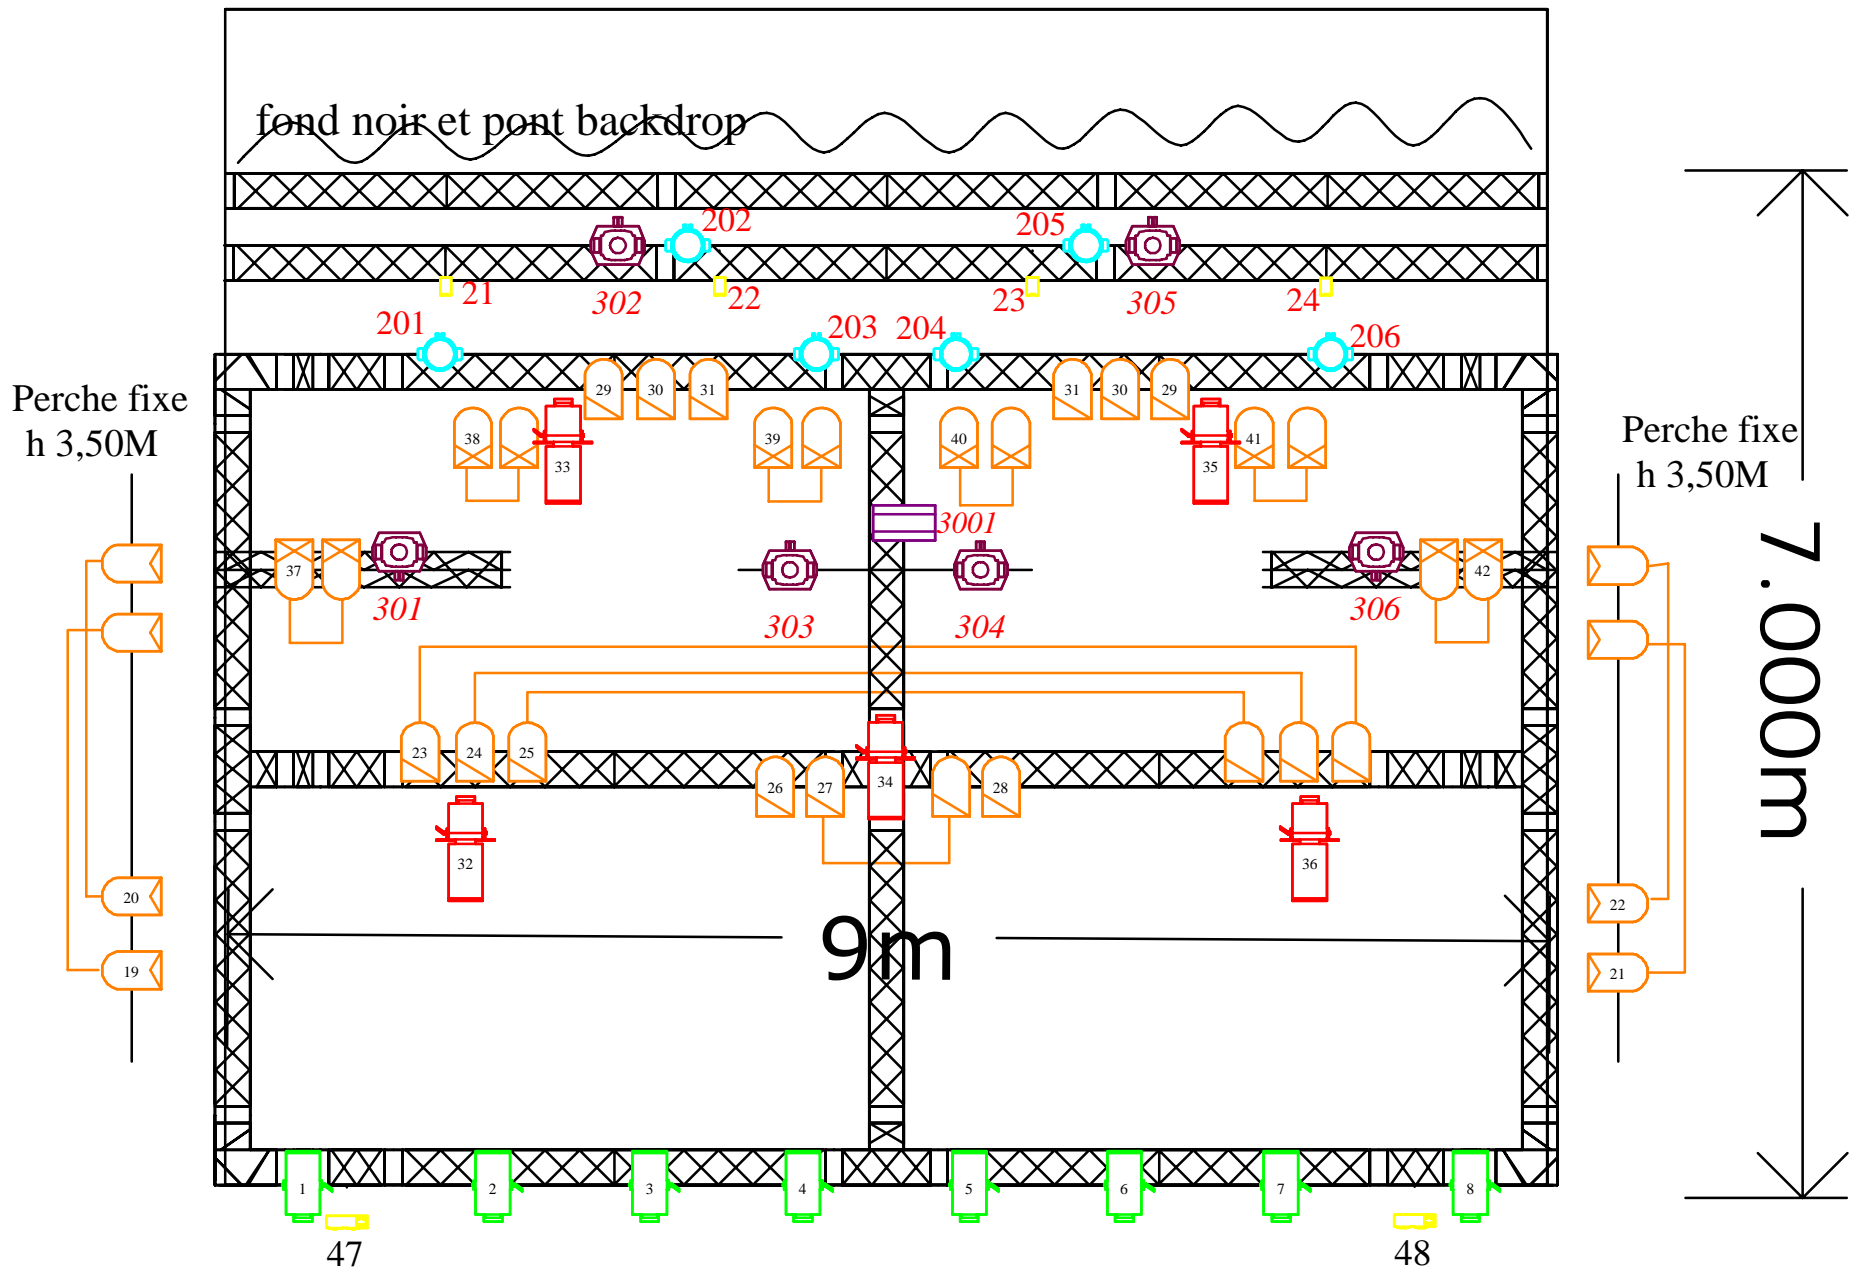 fond noir et pont backdrop
202 205
21 302 22 23 305 24
201 203 204 206
29 30 31 31 30 29
Perche fixe
h 3,50M
Perche fixe
h 3,50M
38 33 39 40 35 41
3001
37 301 303 304 306 42
7.000m
23 24 25
26 27 34 28
32 36
20 22
9m
19 21
1 2 3 4 5 6 7 8
47 48